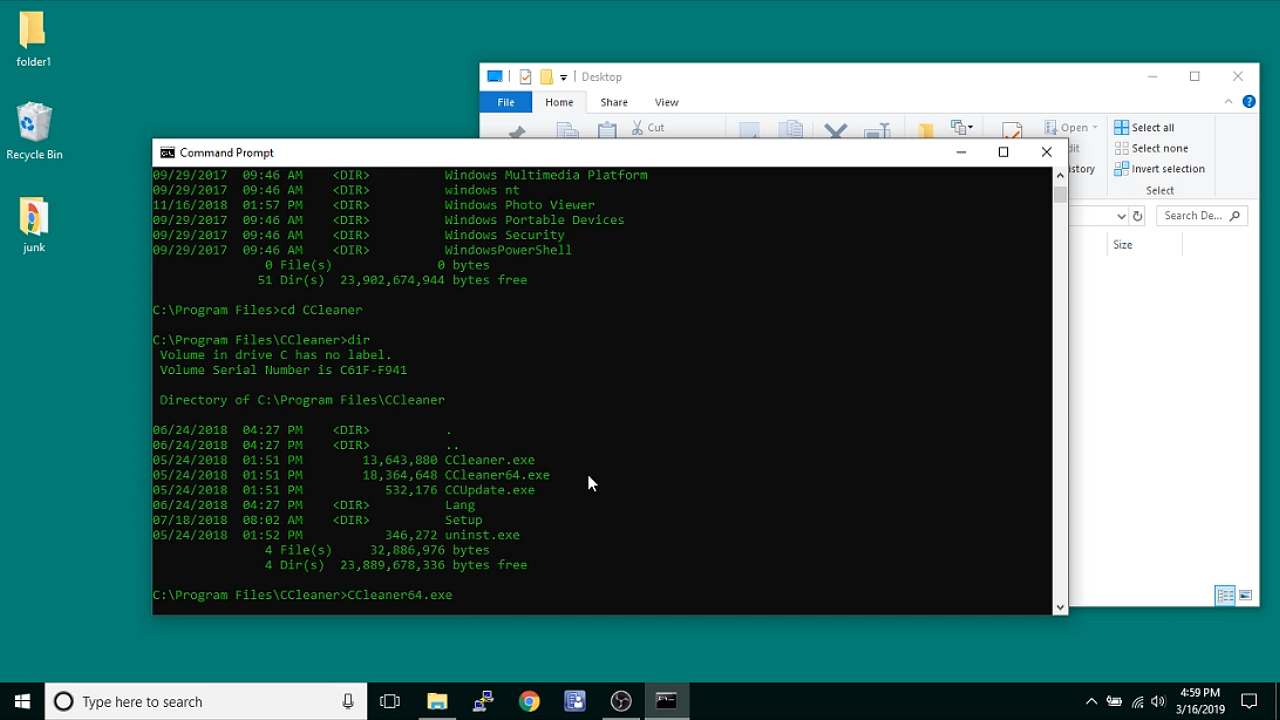 folder1
Recycle Bin
junk
Desktop
File Home Share View
Cut
Open
Select all
Select none
Invert selection
Select
Search De...
Size
Command Prompt
09/29/2017 09:46 AM <DIR> Windows Multimedia Platform
09/29/2017 09:46 AM <DIR> windows nt
11/16/2018 01:57 PM <DIR> Windows Photo Viewer
09/29/2017 09:46 AM <DIR> Windows Portable Devices
09/29/2017 09:46 AM <DIR> Windows Security
09/29/2017 09:46 AM <DIR> WindowsPowerShell
0 File(s) 0 bytes
51 Dir(s) 23,902,674,944 bytes free
C:\Program Files>cd CCleaner
C:\Program Files\CCleaner>dir
Volume in drive C has no label.
Volume Serial Number is C61F-F941
Directory of C:\Program Files\CCleaner
06/24/2018 04:27 PM <DIR> .
06/24/2018 04:27 PM <DIR> ..
05/24/2018 01:51 PM 13,643,880 CCleaner.exe
05/24/2018 01:51 PM 18,364,648 CCleaner64.exe
05/24/2018 01:51 PM 532,176 CCUpdate.exe
06/24/2018 04:27 PM <DIR> Lang
07/18/2018 08:02 AM <DIR> Setup
05/24/2018 01:52 PM 346,272 uninst.exe
4 File(s) 32,886,976 bytes
4 Dir(s) 23,889,678,336 bytes free
C:\Program Files\CCleaner>CCleaner64.exe
Type here to search
4:59 PM
3/16/2019